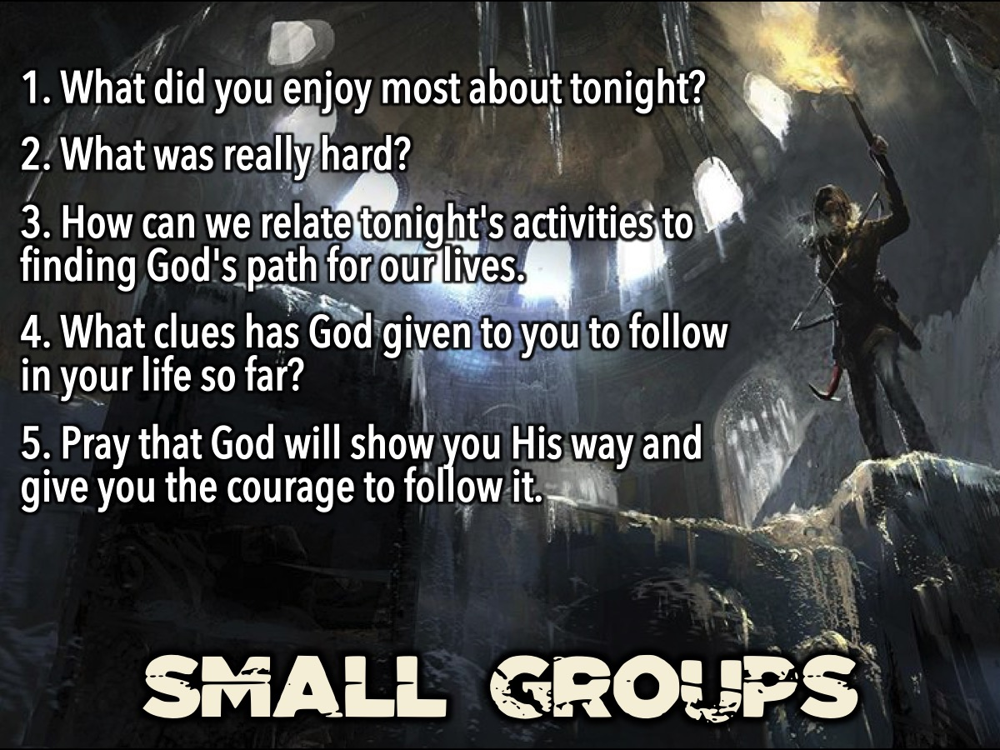 1. What did you enjoy most about tonight?
2. What was really hard?
3. How can we relate tonight's activities to
finding God's path for our lives.
4. What clues has God given to you to follow
in your life so far?
5. Pray that God will show you His way and
give you the courage to follow it.
SMALL GROUPS